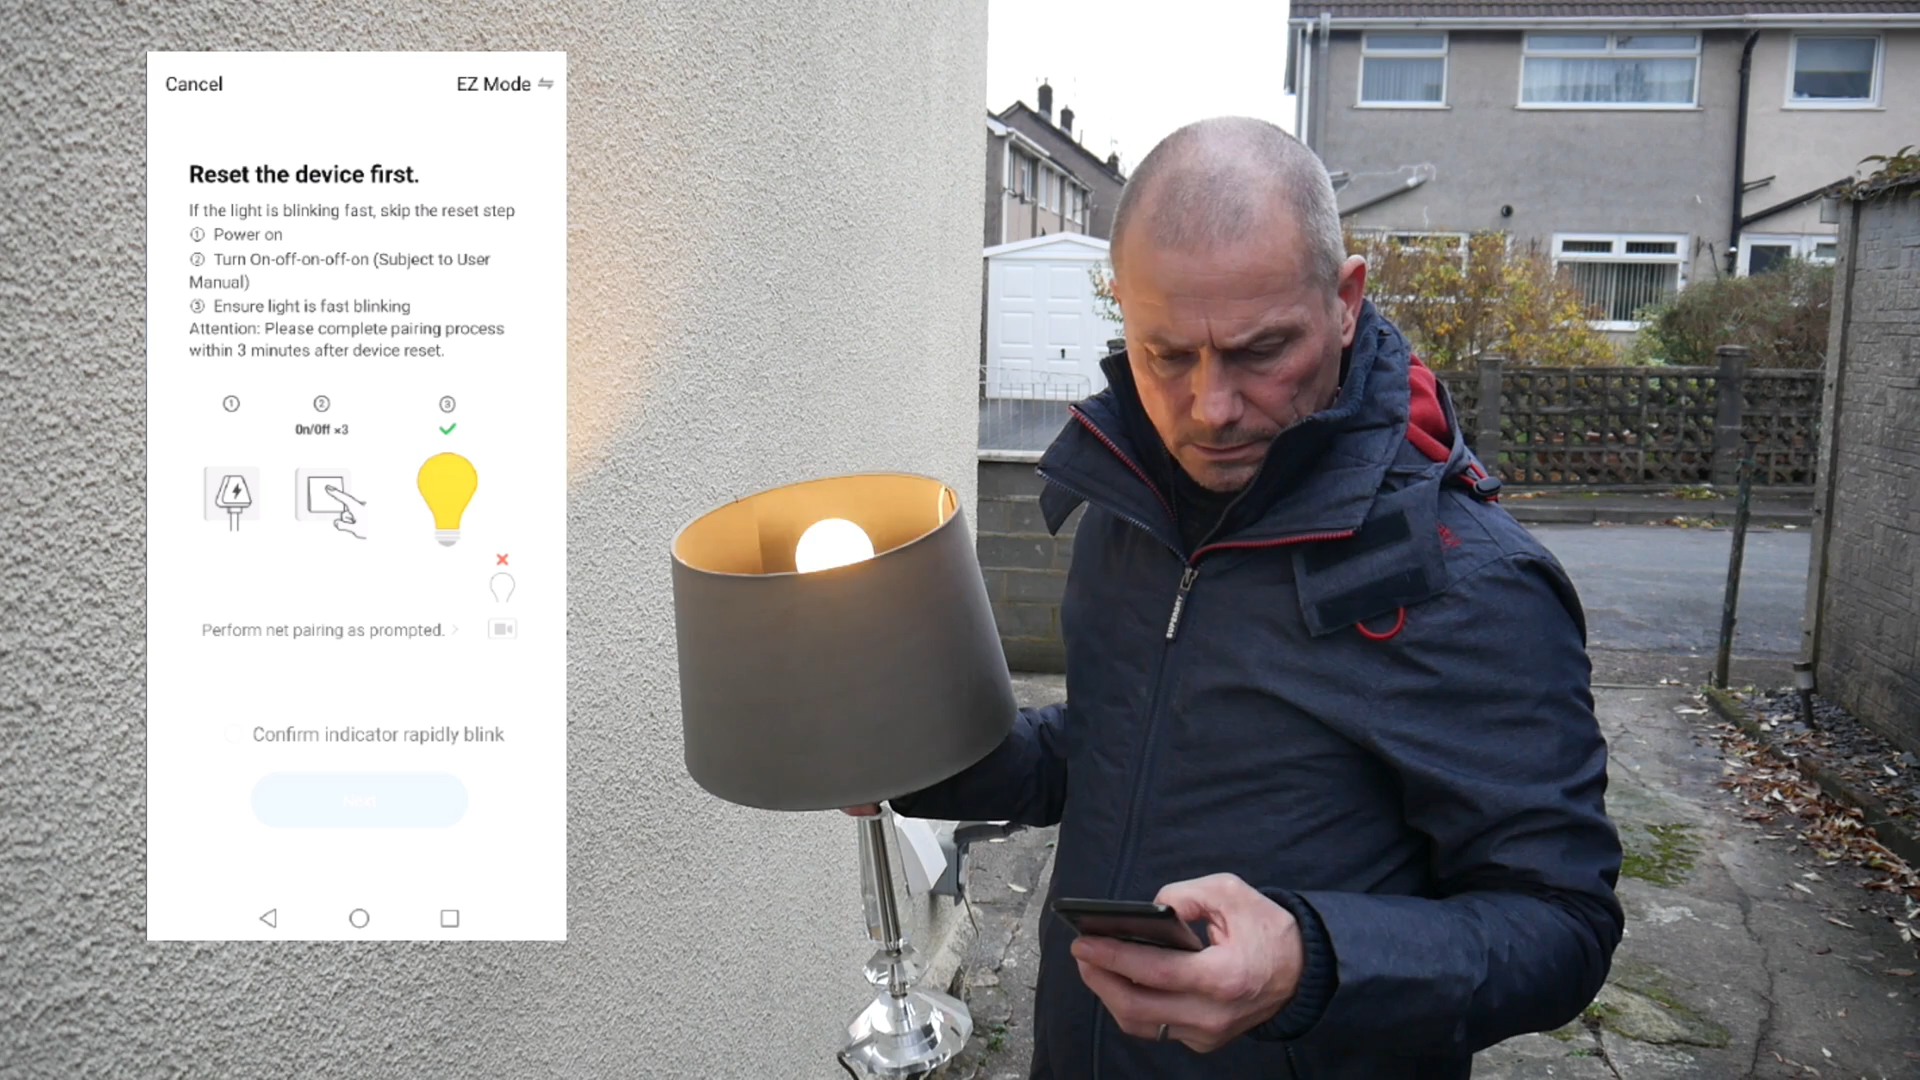 Cancel
EZ Mode
Reset the device first.
If the light is blinking fast, skip the reset step
① Power on
② Turn On-off-on-off-on (Subject to User
Manual)
③ Ensure light is fast blinking
Attention: Please complete pairing process
within 3 minutes after device reset.
① ② ③
On/Off ×3
Perform net pairing as prompted. >
Confirm indicator rapidly blink
Next
SUPERDRY